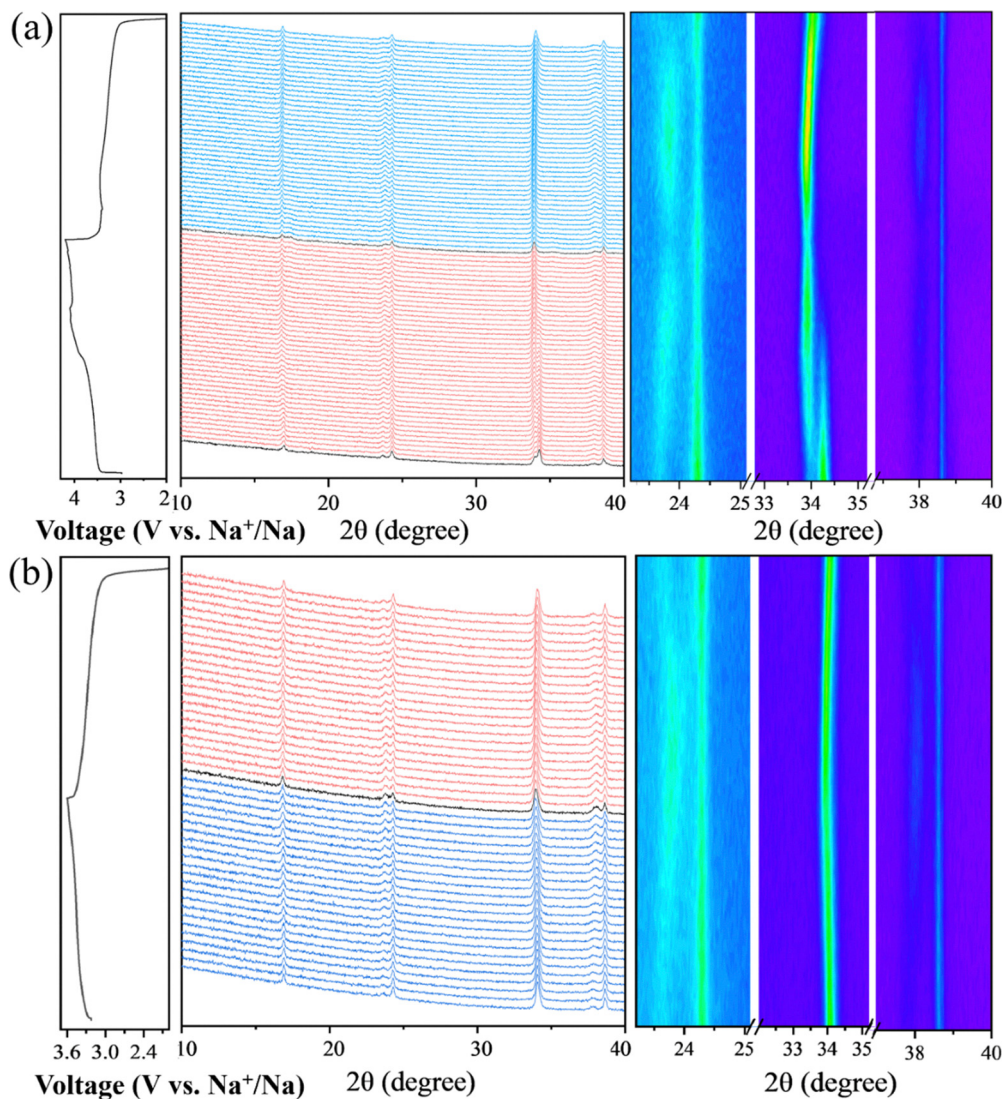 (a)
4 3 2
10 20 30 40
24 25 33 34 35 38 40
Voltage (V vs. Na⁺/Na) 2θ (degree) 2θ (degree)
(b)
3.6 3.0 2.4
10 20 30 40
24 25 33 34 35 38 40
Voltage (V vs. Na⁺/Na) 2θ (degree) 2θ (degree)